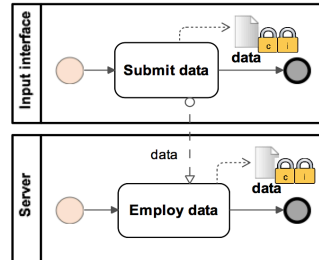 Input interface
Submit data
data
c i
data
Server
Employ data
data
c i